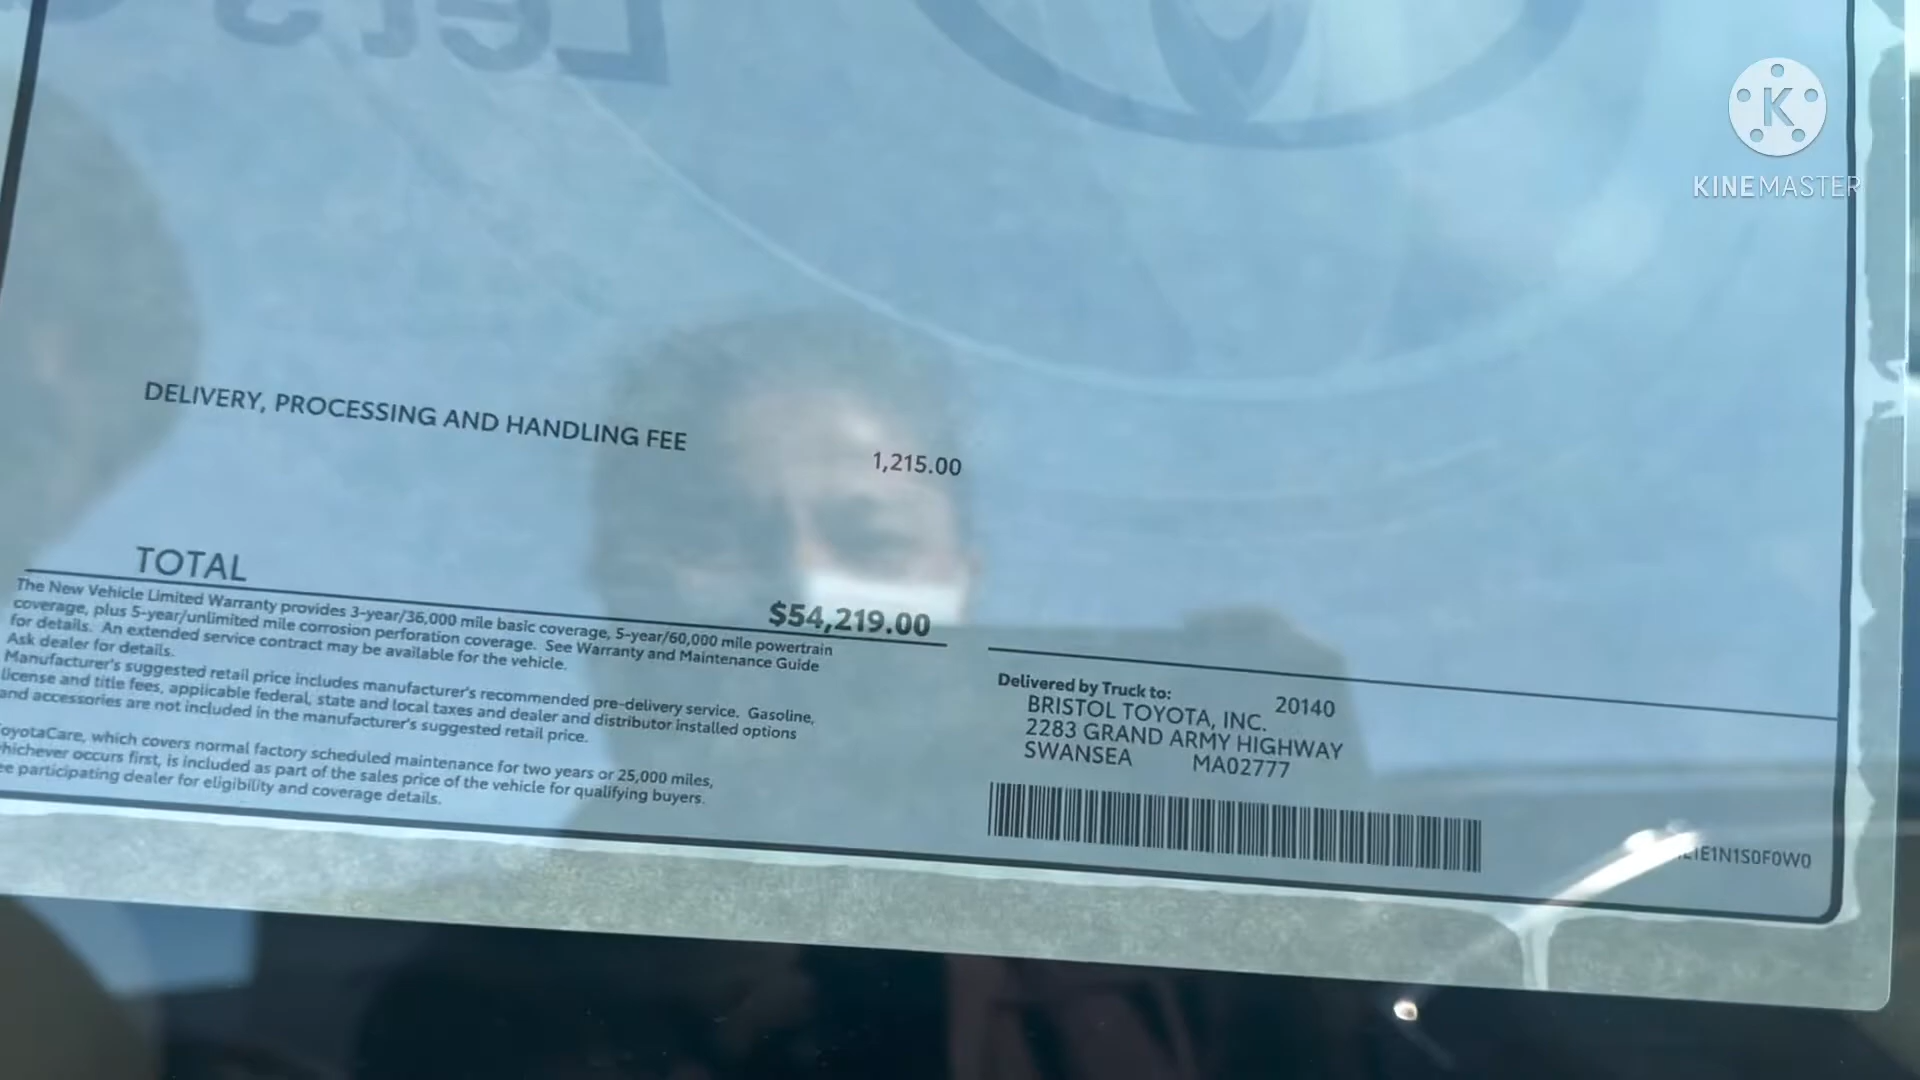 LET'S
KINEMASTER
DELIVERY, PROCESSING AND HANDLING FEE
1,215.00
TOTAL
$54,219.00
The New Vehicle Limited Warranty provides 3-year/36,000 mile basic coverage, 5-year/60,000 mile powertrain
coverage, plus 5-year/unlimited mile corrosion perforation coverage. See Warranty and Maintenance Guide
for details. An extended service contract may be available for the vehicle.
Ask dealer for details.
Manufacturer's suggested retail price includes manufacturer's recommended pre-delivery service. Gasoline,
license and title fees, applicable federal, state and local taxes and dealer and distributor installed options
and accessories are not included in the manufacturer's suggested retail price.
oyotaCare, which covers normal factory scheduled maintenance for two years or 25,000 miles,
whichever occurs first, is included as part of the sales price of the vehicle for qualifying buyers.
ee participating dealer for eligibility and coverage details.
Delivered by Truck to: 20140
BRISTOL TOYOTA, INC.
2283 GRAND ARMY HIGHWAY
SWANSEA MA02777
1E1N1S0F0W0